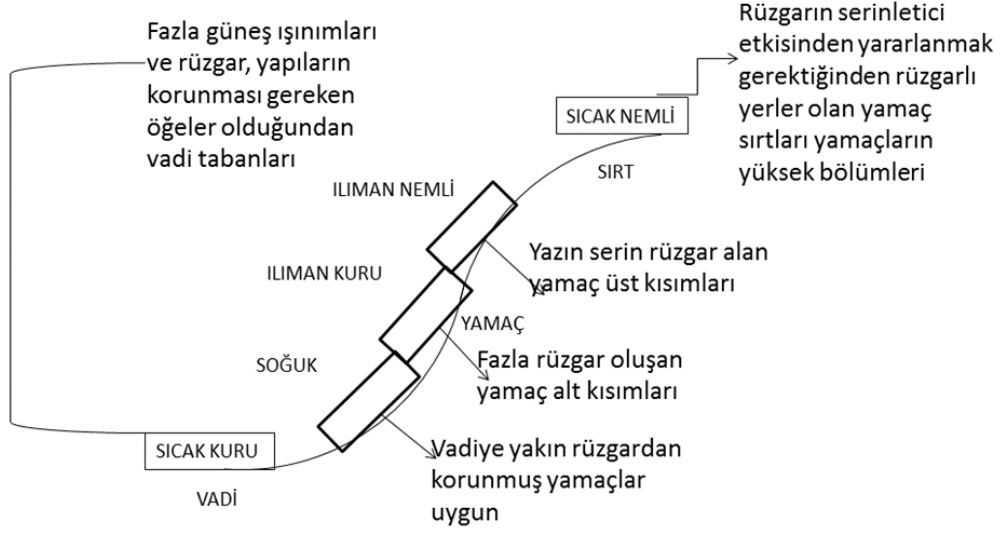 Fazla güneş ışınımları
ve rüzgar, yapıların
korunması gereken
öğeler olduğundan
vadi tabanları
Rüzgarın serinletici
etkisinden yararlanmak
gerektiğinden rüzgarlı
yerler olan yamaç
sırtları yamaçların
yüksek bölümleri
SICAK NEMLİ
SIRT
ILIMAN NEMLİ
Yazın serin rüzgar alan
yamaç üst kısımları
ILIMAN KURU
YAMAÇ
Fazla rüzgar oluşan
yamaç alt kısımları
SOĞUK
Vadiye yakın rüzgardan
korunmuş yamaçlar
uygun
SICAK KURU
VADİ